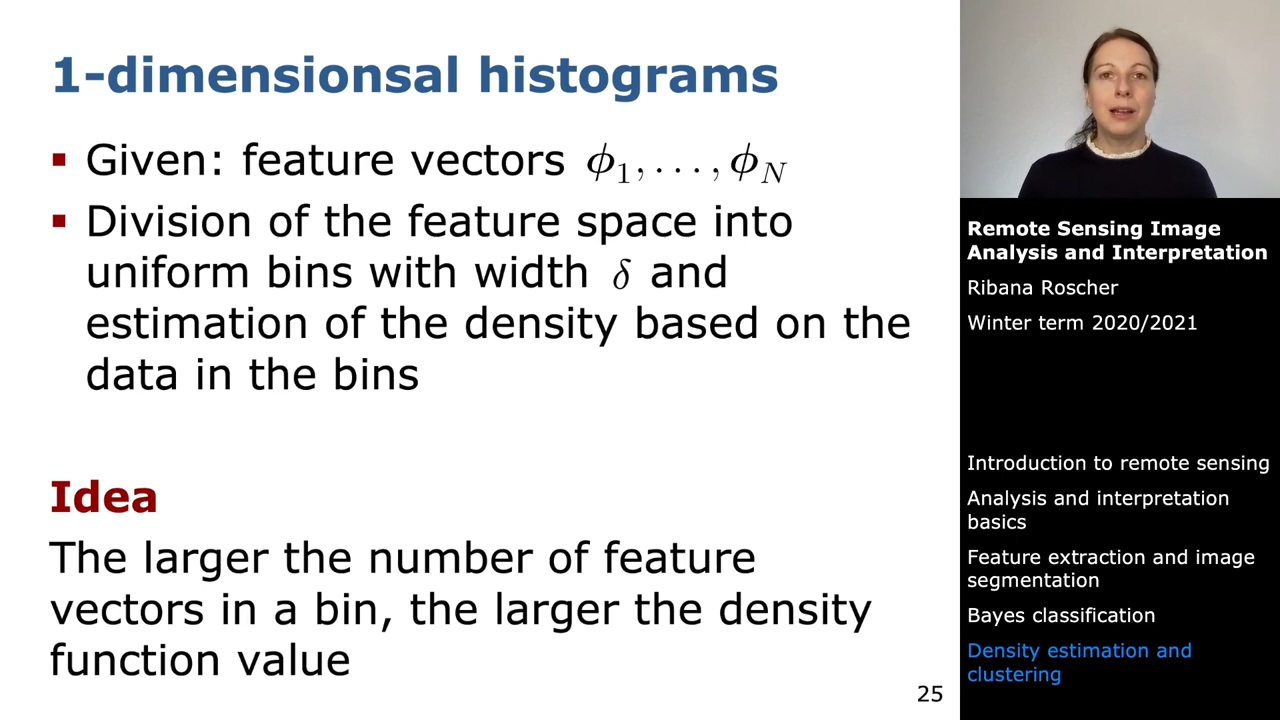 1-dimensionsal histograms
▪ Given: feature vectors ϕ₁, . . . , ϕ_N
▪ Division of the feature space into
uniform bins with width δ and
estimation of the density based on the
data in the bins
Idea
The larger the number of feature
vectors in a bin, the larger the density
function value
25
Remote Sensing Image
Analysis and Interpretation
Ribana Roscher
Winter term 2020/2021
Introduction to remote sensing
Analysis and interpretation
basics
Feature extraction and image
segmentation
Bayes classification
Density estimation and
clustering